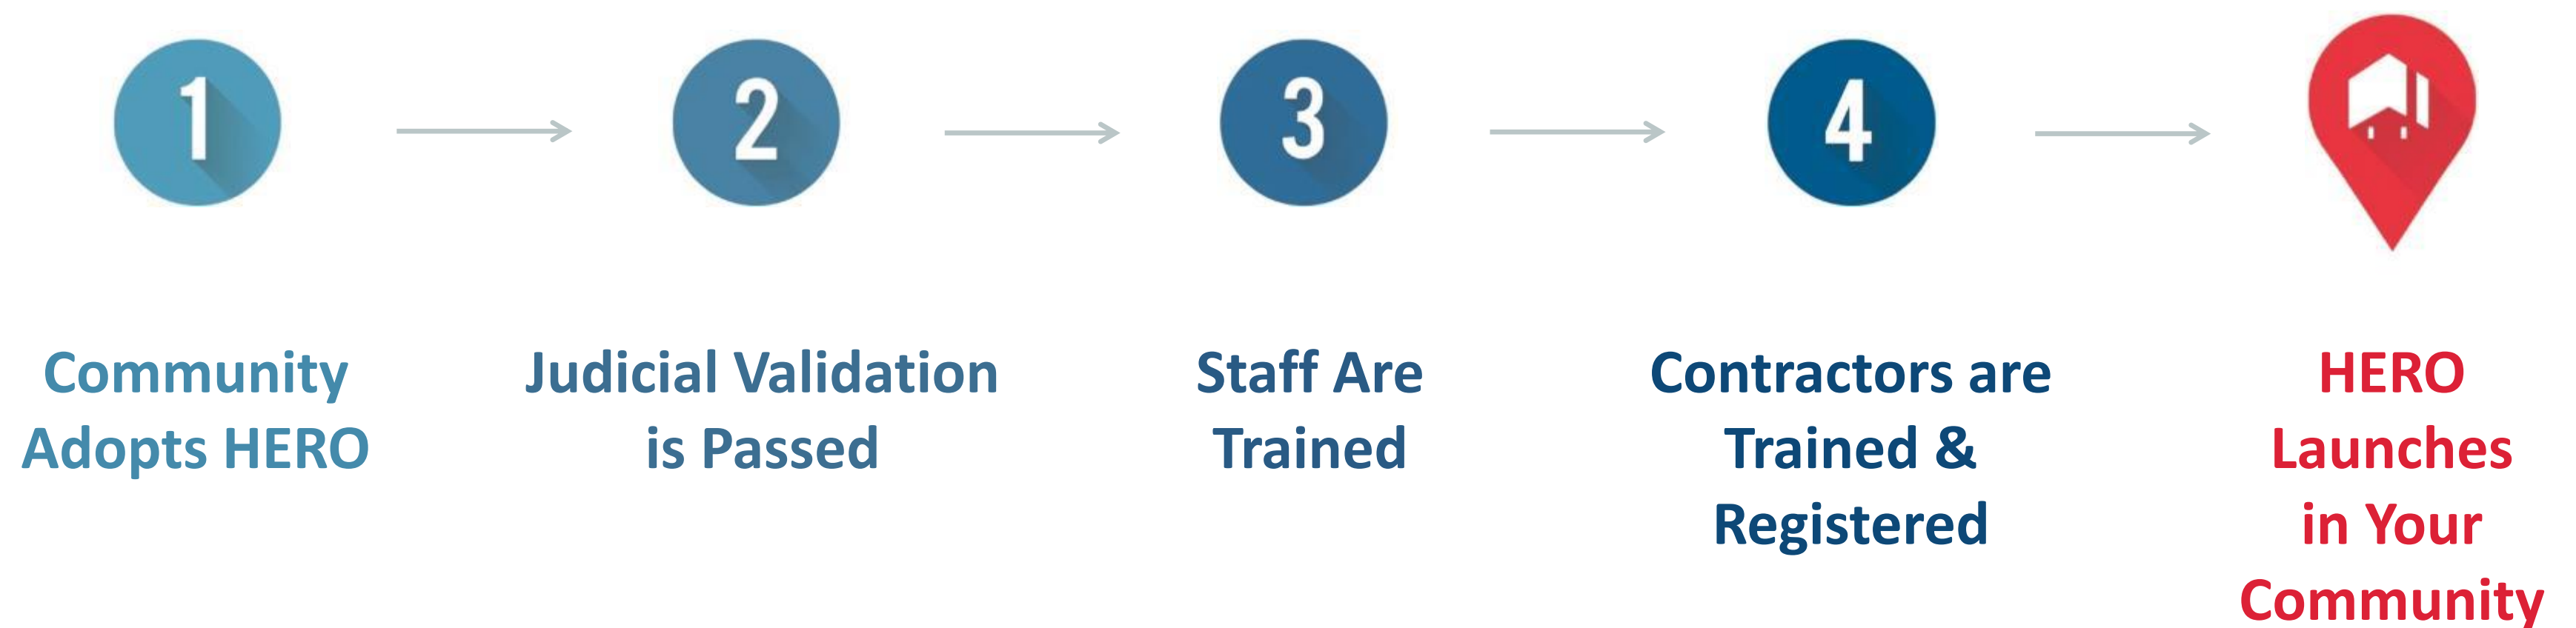 1
2
3
4
Community
Adopts HERO
Judicial Validation
is Passed
Staff Are
Trained
Contractors are
Trained &
Registered
HERO
Launches
in Your
Community